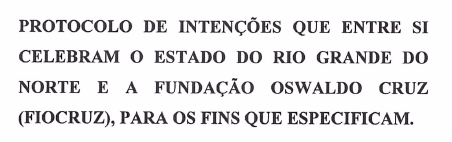 PROTOCOLO DE INTENÇÕES QUE ENTRE SI
CELEBRAM O ESTADO DO RIO GRANDE DO
NORTE E A FUNDAÇÃO OSWALDO CRUZ
(FIOCRUZ), PARA OS FINS QUE ESPECIFICAM.